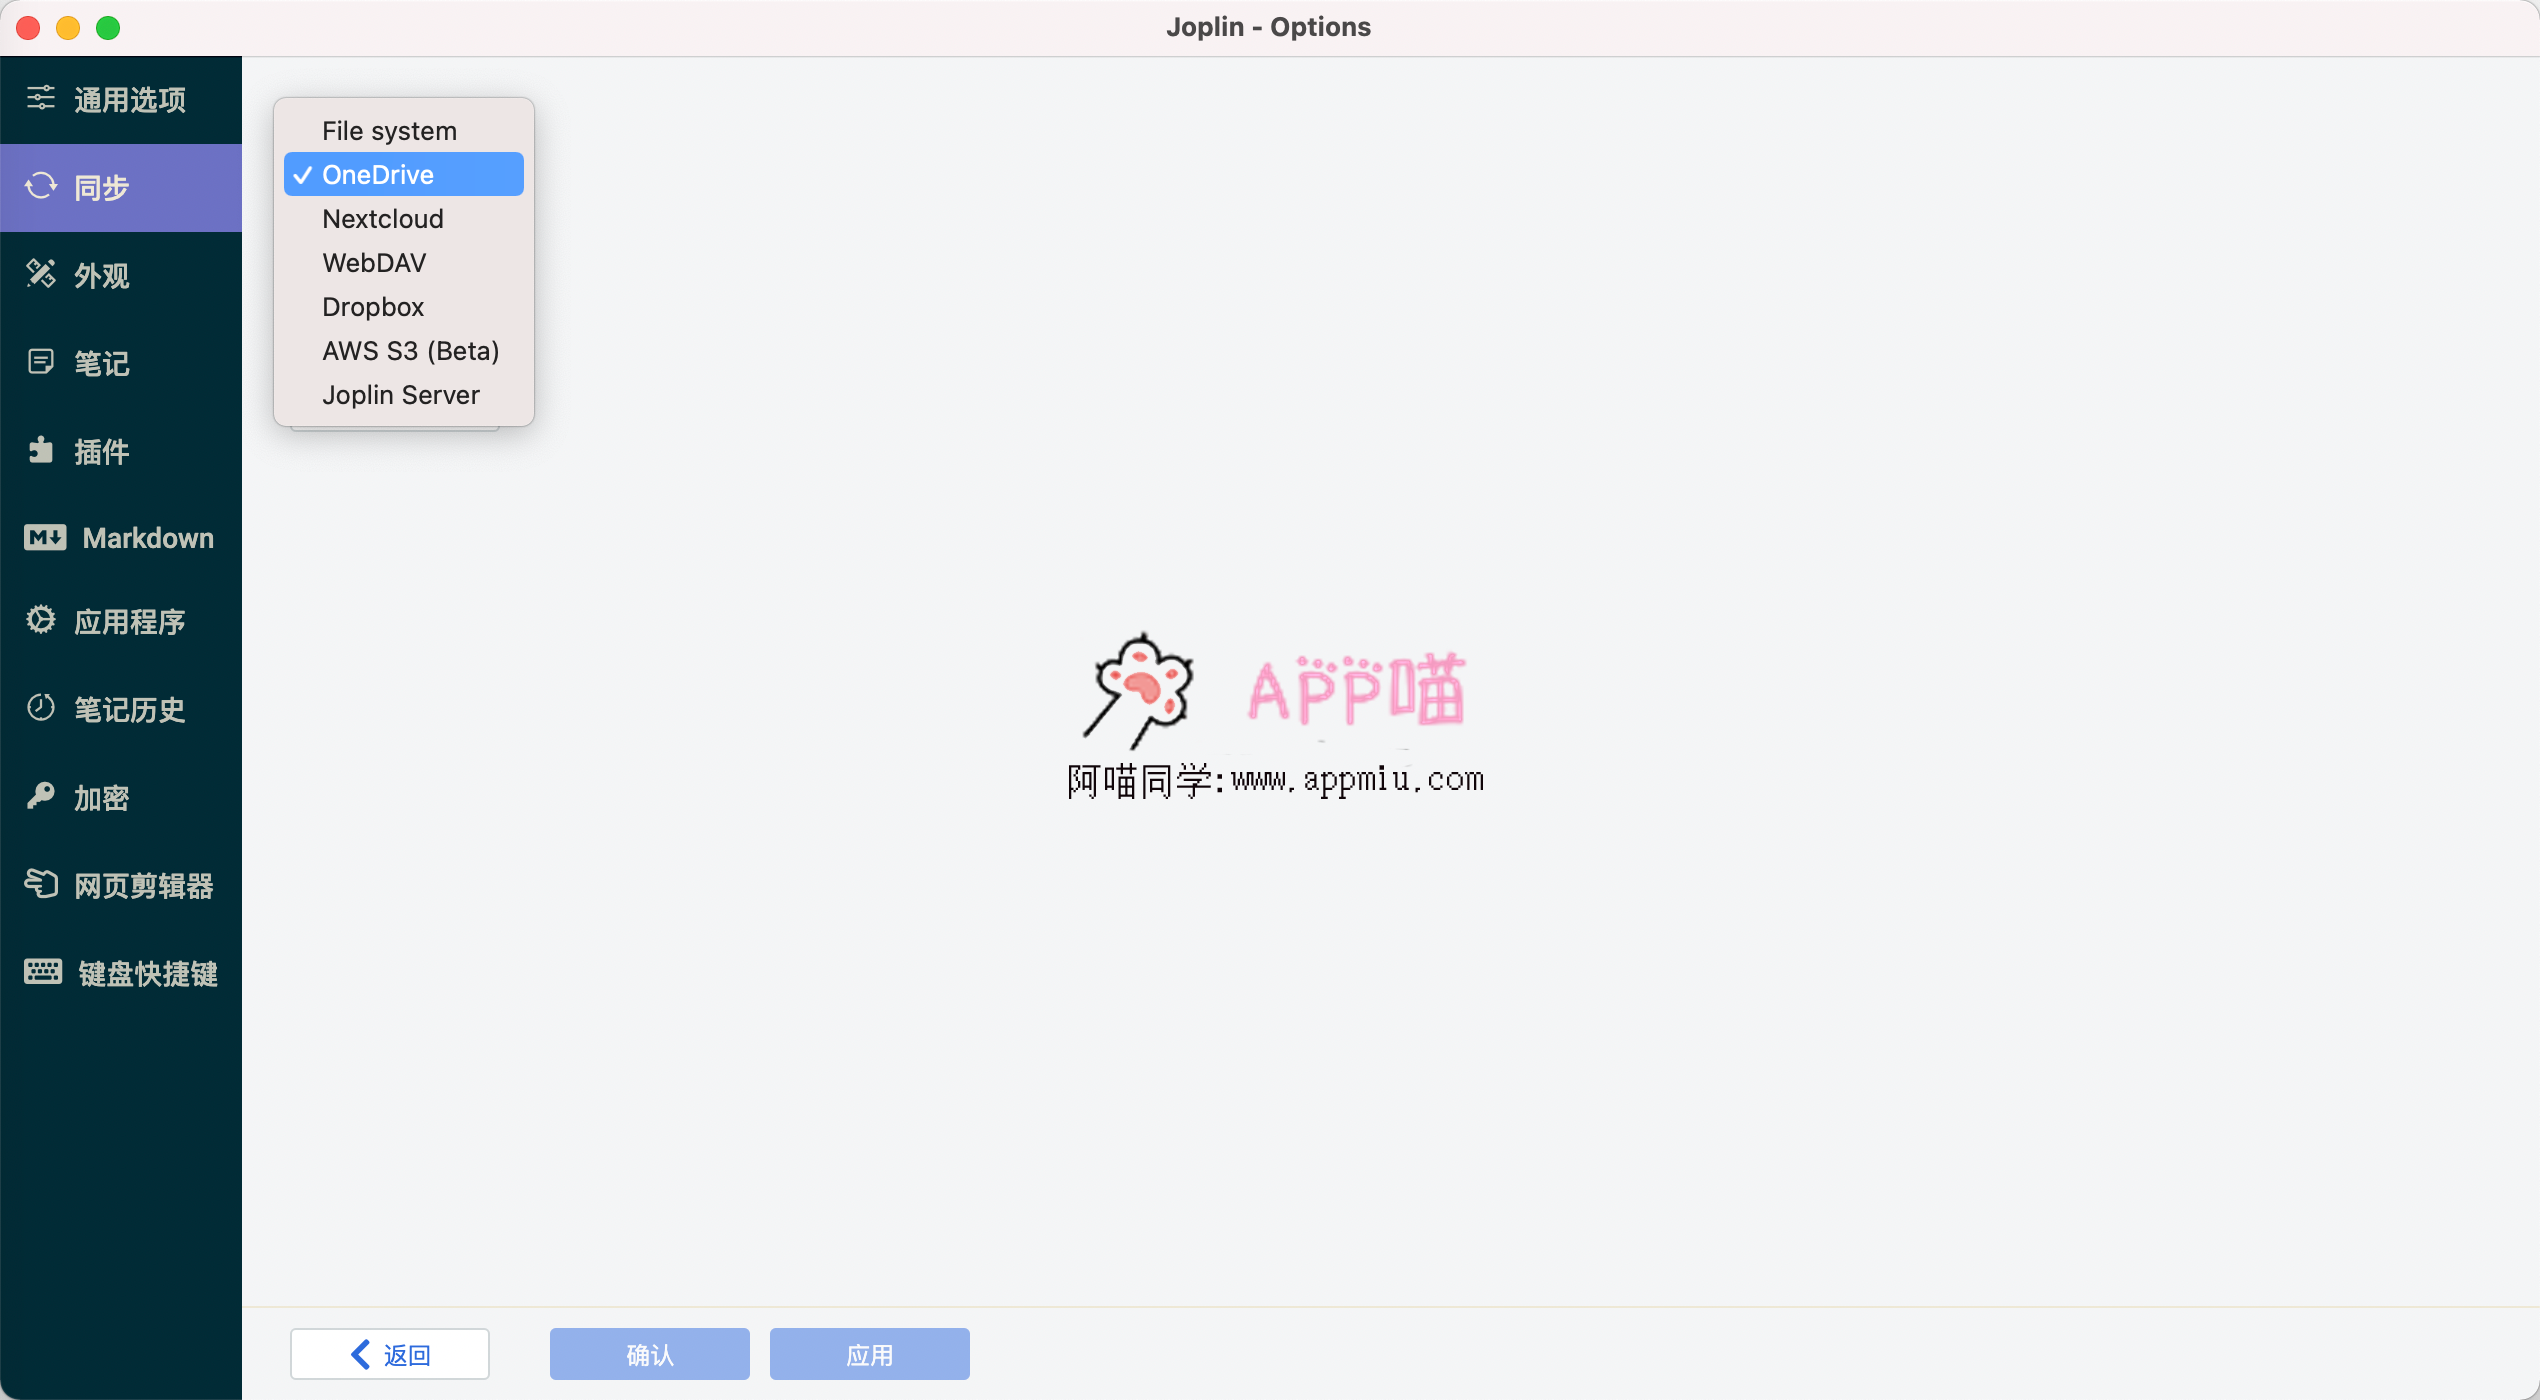 Joplin - Options
通用选项
同步
外观
笔记
插件
Markdown
应用程序
笔记历史
加密
网页剪辑器
键盘快捷键
File system
OneDrive
Nextcloud
WebDAV
Dropbox
AWS S3 (Beta)
Joplin Server
App喵
阿喵同学:www.appmiu.com
返回
确认
应用